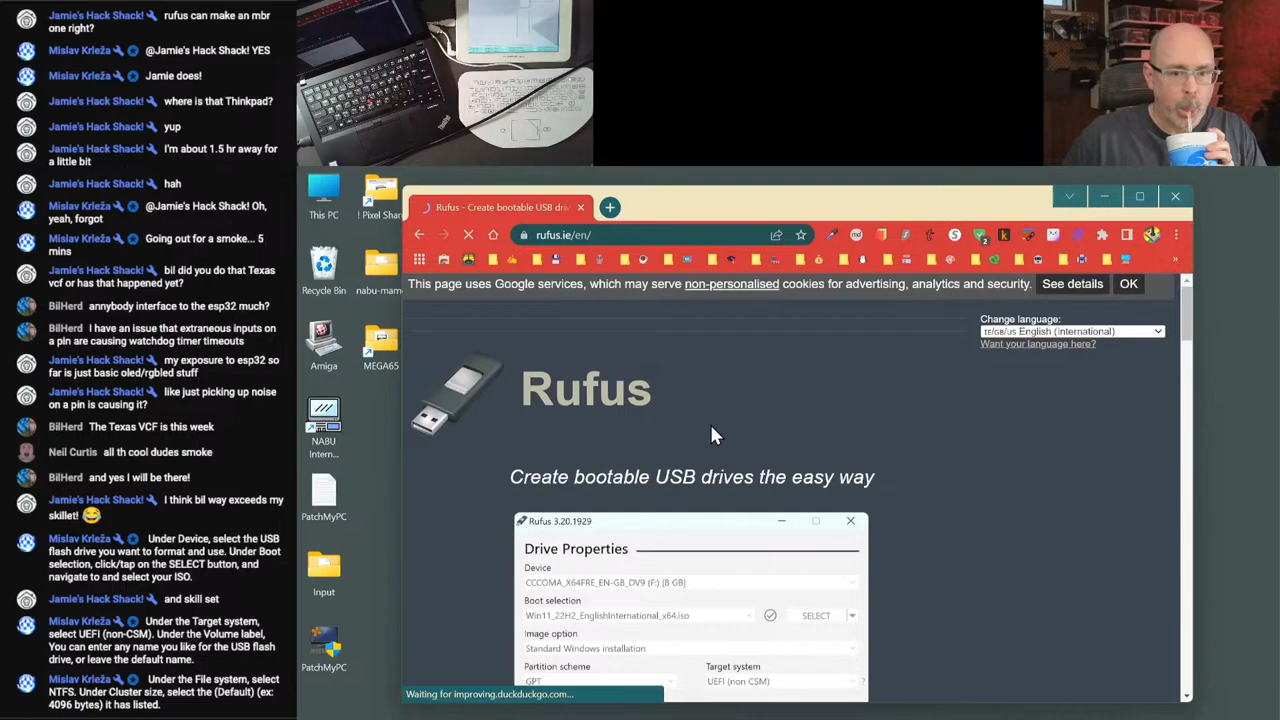 Jamie's Hack Shack! rufus can make an mbr
one right?
Mislav Krleža @Jamie's Hack Shack! YES
Mislav Krleža Jamie does!
Jamie's Hack Shack! where is that Thinkpad?
Jamie's Hack Shack! yup
Jamie's Hack Shack! I'm about 1.5 hr away for
a little bit
Jamie's Hack Shack! hah
Mislav Krleža @Jamie's Hack Shack! Oh,
yeah, forgot
Mislav Krleža Going out for a smoke... 5
mins
Jamie's Hack Shack! bil did you do that Texas
vcf or has that happened yet?
BilHerd annybody interface to the esp32 much?
BilHerd I have an issue that extraneous inputs on
a pin are causing watchdog timer timeouts
Jamie's Hack Shack! my exposure to esp32 so
far is just basic oled/rgbled stuff
Jamie's Hack Shack! like just picking up noise
on a pin is causing it?
BilHerd The Texas VCF is this week
Neil Curtis all th cool dudes smoke
BilHerd and yes I will be there!
Jamie's Hack Shack! I think bil way exceeds my
skillet! 😂
Mislav Krleža Under Device, select the USB
flash drive you want to format and use. Under Boot
selection, click/tap on the SELECT button, and
navigate to and select your ISO.
Jamie's Hack Shack! and skill set
Mislav Krleža Under the Target system,
select UEFI (non-CSM). Under the Volume label,
You can enter any name you like for the USB flash
drive, or leave the default name.
Mislav Krleža Under the File system, select
NTFS. Under Cluster size, select the (Default) (ex:
4096 bytes) it has listed.
ThinkPad
This PC
! Pixel Shar
Recycle Bin
nabu-mam
Amiga
MEGA65
NABU
Intern...
PatchMyPC
Input
PatchMyPC
Rufus - Create bootable USB driv
rufus.ie/en/
2
This page uses Google services, which may serve non-personalised cookies for advertising, analytics and security.
See details
OK
Change language:
IE/GB/US English (International)
Want your language here?
Rufus
Create bootable USB drives the easy way
Rufus 3.20.1929
Drive Properties
Device
CCCOMA_X64FRE_EN-GB_DV9 (F:) [8 GB]
Boot selection
Win11_22H2_EnglishInternational_x64.iso
SELECT
Image option
Standard Windows installation
Partition scheme
Target system
GPT
UEFI (non CSM)
?
Waiting for improving.duckduckgo.com...